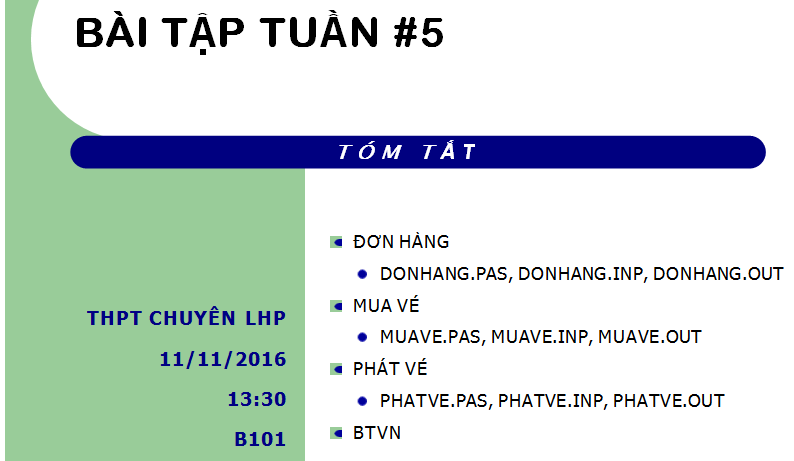 BÀI TẬP TUẦN #5
TÓM TẮT
THPT CHUYÊN LHP
11/11/2016
13:30
B101
ĐƠN HÀNG
DONHANG.PAS, DONHANG.INP, DONHANG.OUT
MUA VÉ
MUAVE.PAS, MUAVE.INP, MUAVE.OUT
PHÁT VÉ
PHATVE.PAS, PHATVE.INP, PHATVE.OUT
BTVN